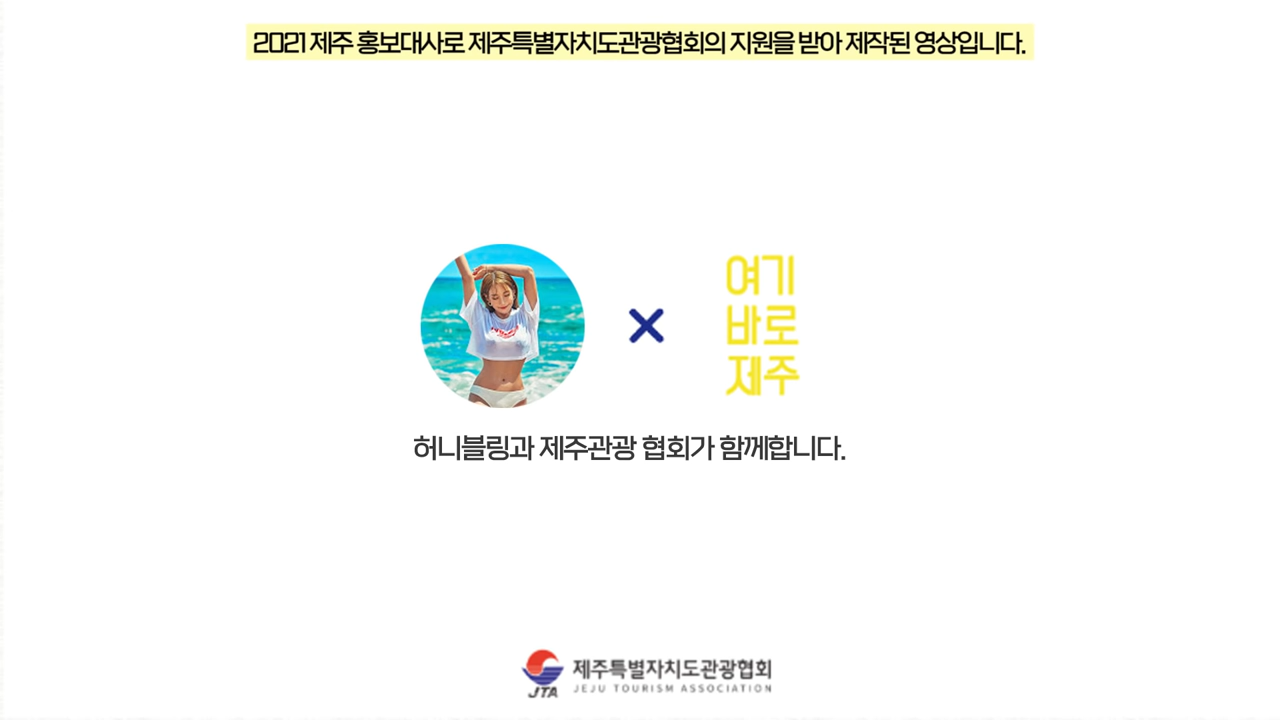 2021 제주 홍보대사로 제주특별자치도관광협회의 지원을 받아 제작된 영상입니다.
여기
바로
제주
허니블링과 제주관광 협회가 함께합니다.
제주특별자치도관광협회
JTA JEJU TOURISM ASSOCIATION